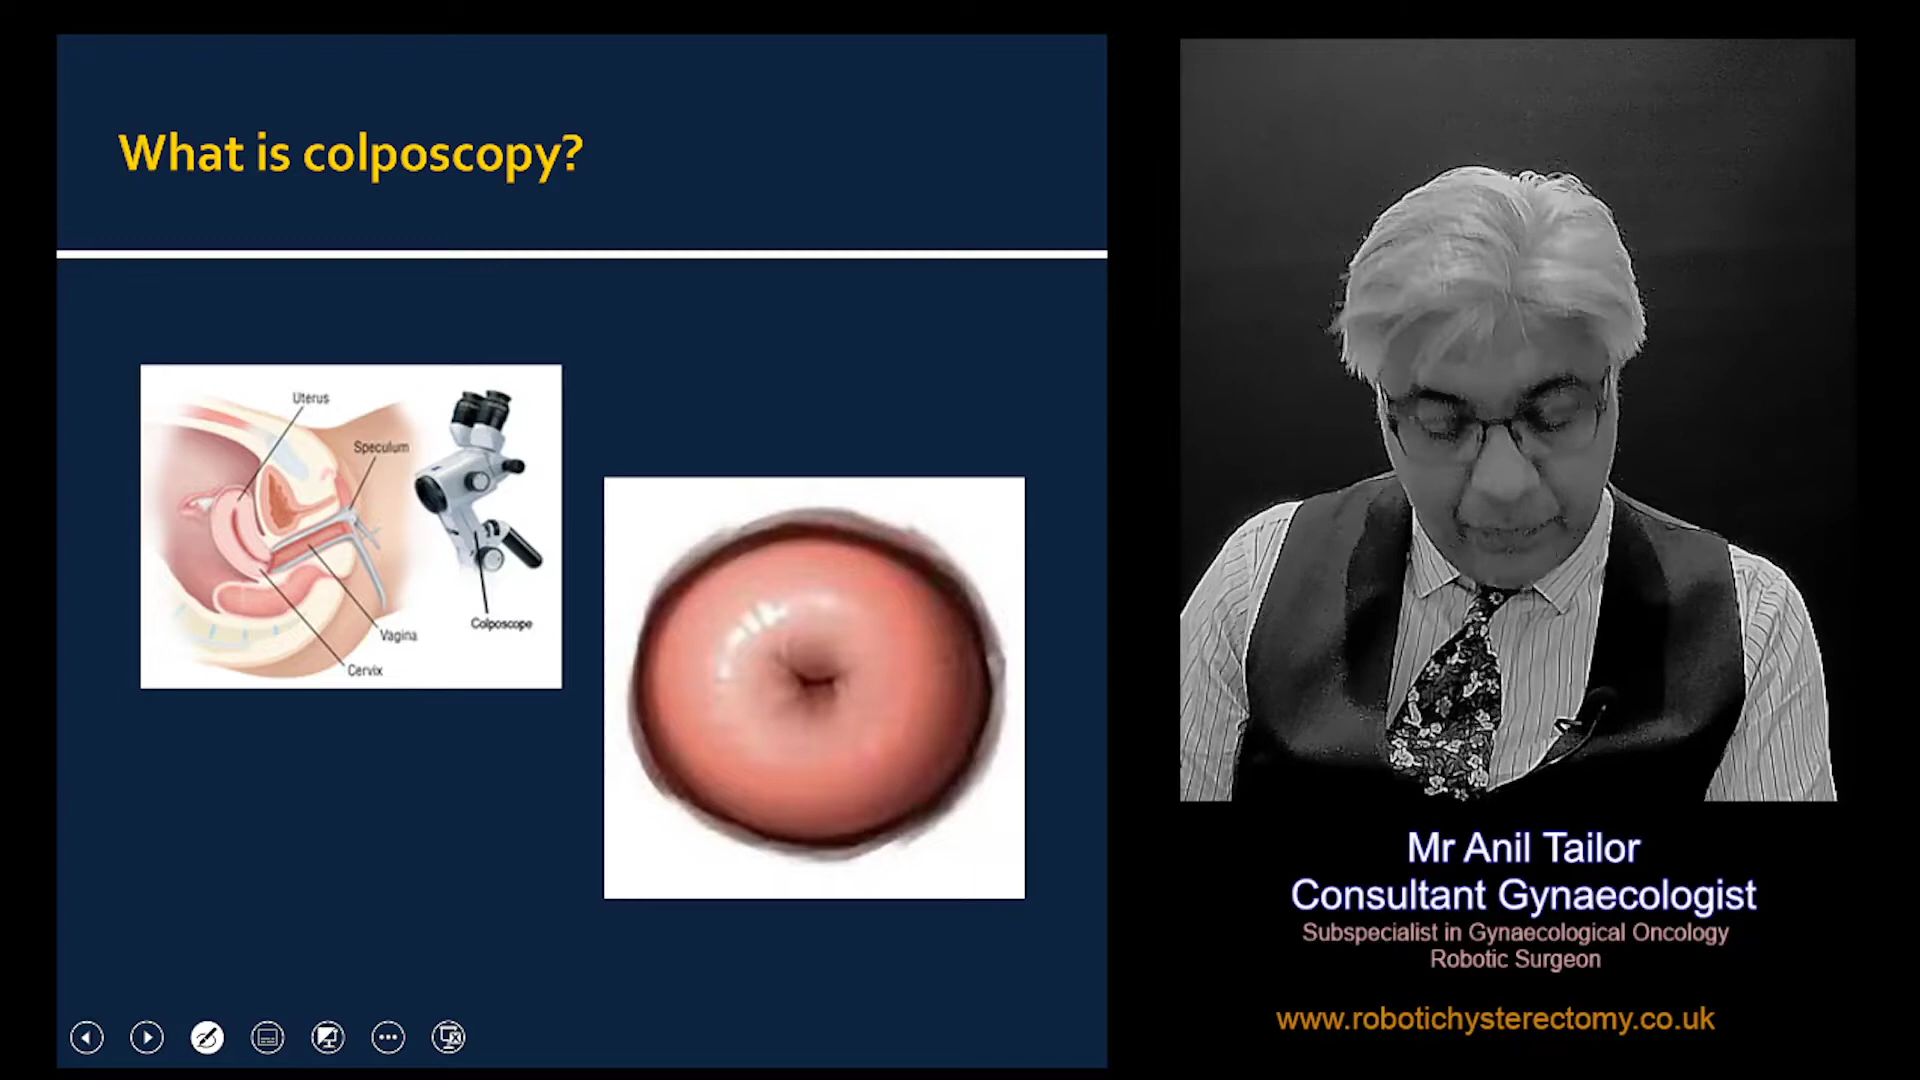 What is colposcopy?
Uterus
Speculum
Colposcope
Vagina
Cervix
Mr Anil Tailor
Consultant Gynaecologist
Subspecialist in Gynaecological Oncology
Robotic Surgeon
www.robotichysterectomy.co.uk